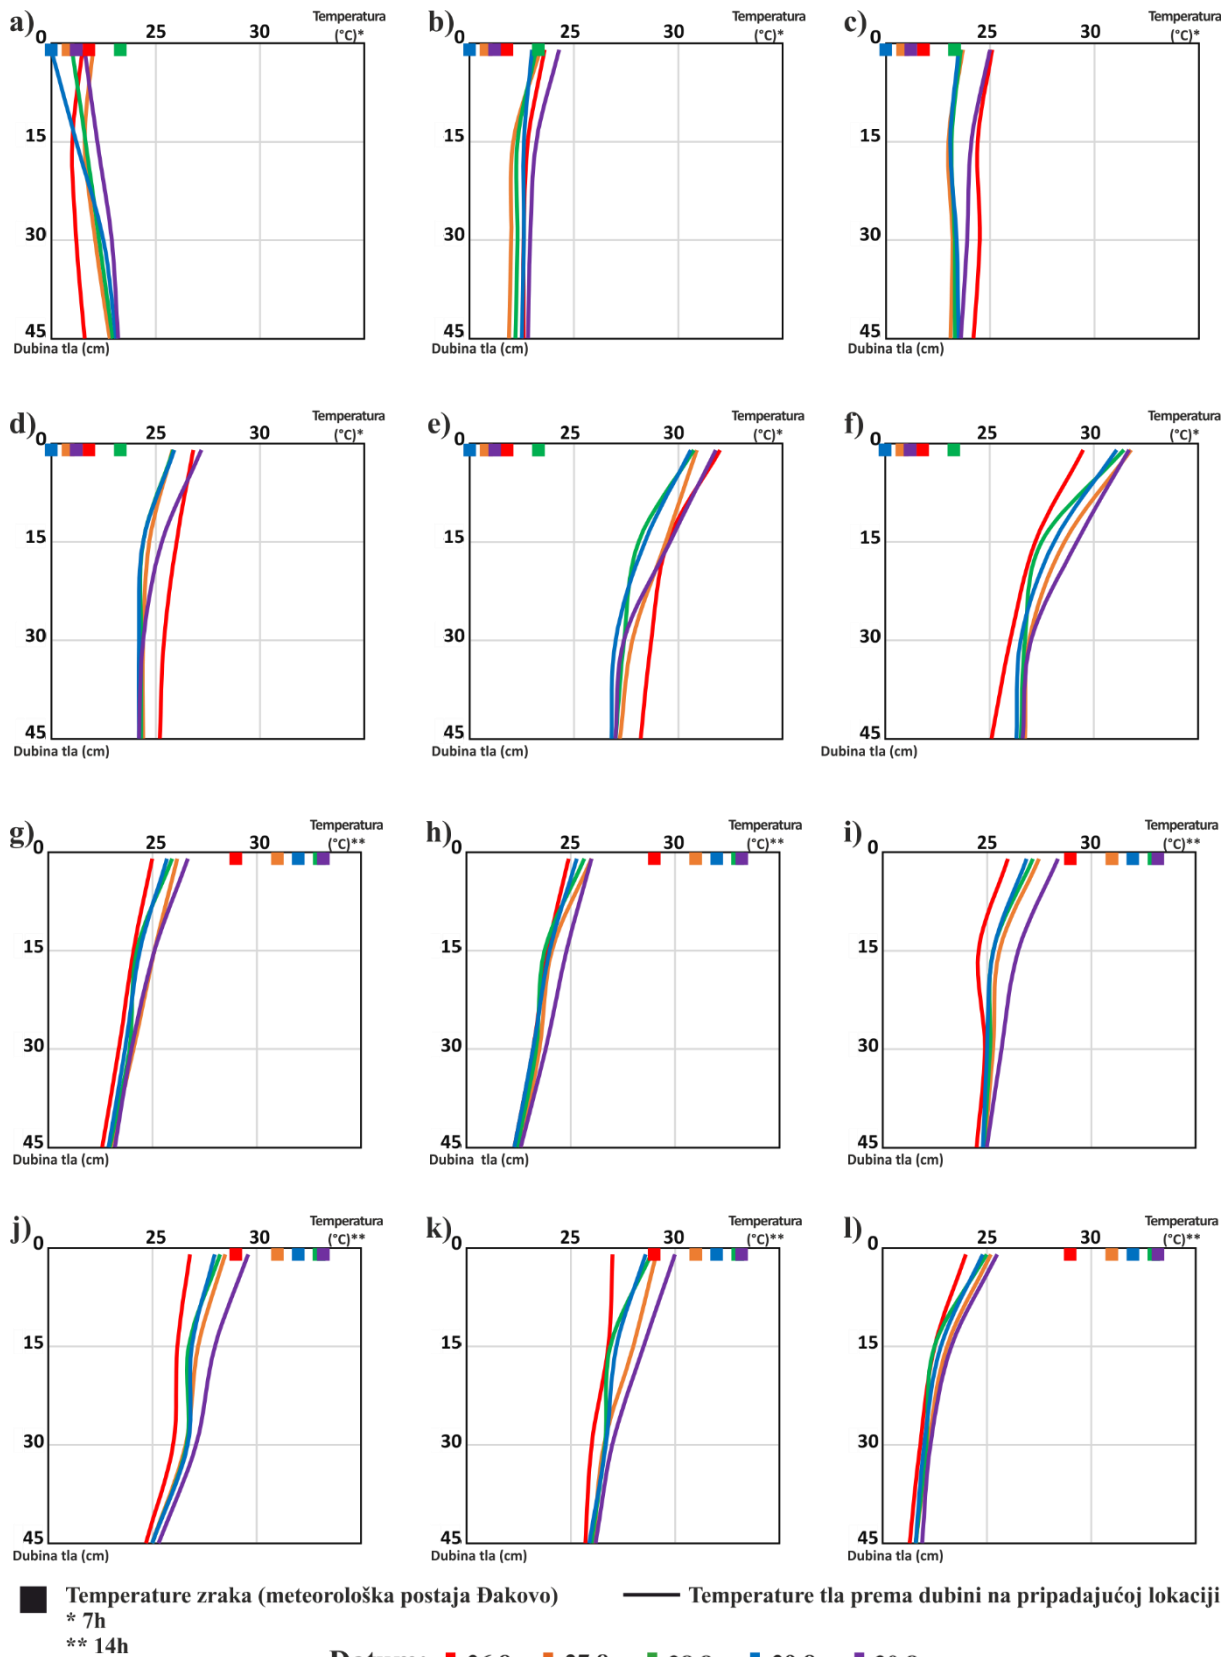 a)
Temperatura
(°C)*
0 25 30
15
30
45
Dubina tla (cm)
b)
Temperatura
(°C)*
0 25 30
15
30
45
Dubina tla (cm)
c)
Temperatura
(°C)*
0 25 30
15
30
45
Dubina tla (cm)
d)
Temperatura
(°C)*
0 25 30
15
30
45
Dubina tla (cm)
e)
Temperatura
(°C)*
0 25 30
15
30
45
Dubina tla (cm)
f)
Temperatura
(°C)*
0 25 30
15
30
45
Dubina tla (cm)
g)
Temperatura
(°C)**
0 25 30
15
30
45
Dubina tla (cm)
h)
Temperatura
(°C)**
0 25 30
15
30
45
Dubina tla (cm)
i)
Temperatura
(°C)**
0 25 30
15
30
45
Dubina tla (cm)
j)
Temperatura
(°C)**
0 25 30
15
30
45
Dubina tla (cm)
k)
Temperatura
(°C)**
0 25 30
15
30
45
Dubina tla (cm)
l)
Temperatura
(°C)**
0 25 30
15
30
45
Dubina tla (cm)
Temperature zraka (meteorološka postaja Đakovo)
* 7h
** 14h
Temperature tla prema dubini na pripadajućoj lokaciji